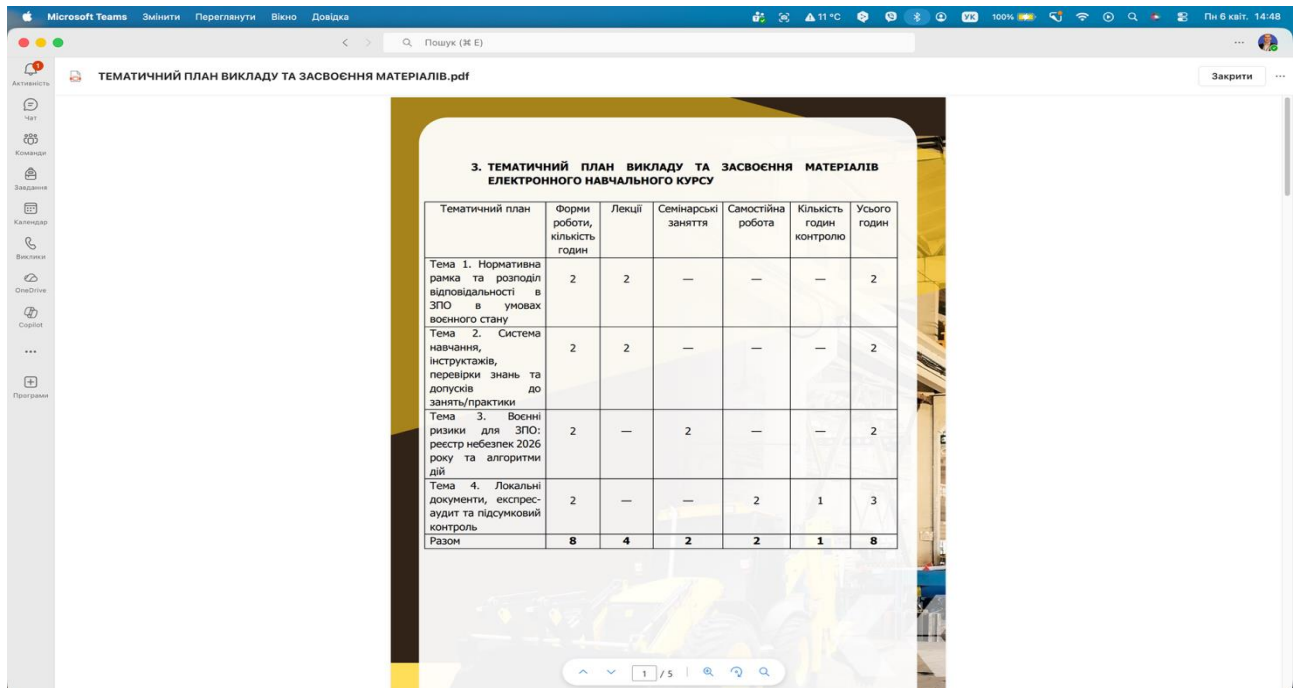 Microsoft Teams Змінити Переглянути Вікно Довідка 11 °C УК 100% Пн 6 квіт. 14:48
Пошук (⌘ E)
ТЕМАТИЧНИЙ ПЛАН ВИКЛАДУ ТА ЗАСВОЄННЯ МАТЕРІАЛІВ.pdf Закрити
1
Активність
Чат
Команди
Завдання
Календар
Виклики
OneDrive
Copilot
Програми
3. ТЕМАТИЧНИЙ ПЛАН ВИКЛАДУ ТА ЗАСВОЄННЯ МАТЕРІАЛІВ
ЕЛЕКТРОННОГО НАВЧАЛЬНОГО КУРСУ
Тематичний план
Форми
роботи,
кількість
годин
Лекції
Семінарські
заняття
Самостійна
робота
Кількість
годин
контролю
Усього
годин
Тема 1. Нормативна
рамка та розподіл
відповідальності в
ЗПО в умовах
воєнного стану
2 2 — — — 2
Тема 2. Система
навчання,
інструктажів,
перевірки знань та
допусків до
занять/практики
2 2 — — — 2
Тема 3. Воєнні
ризики для ЗПО:
реєстр небезпек 2026
року та алгоритми
дій
2 — 2 — — 2
Тема 4. Локальні
документи, експрес-
аудит та підсумковий
контроль
2 — — 2 1 3
Разом 8 4 2 2 1 8
1 / 5